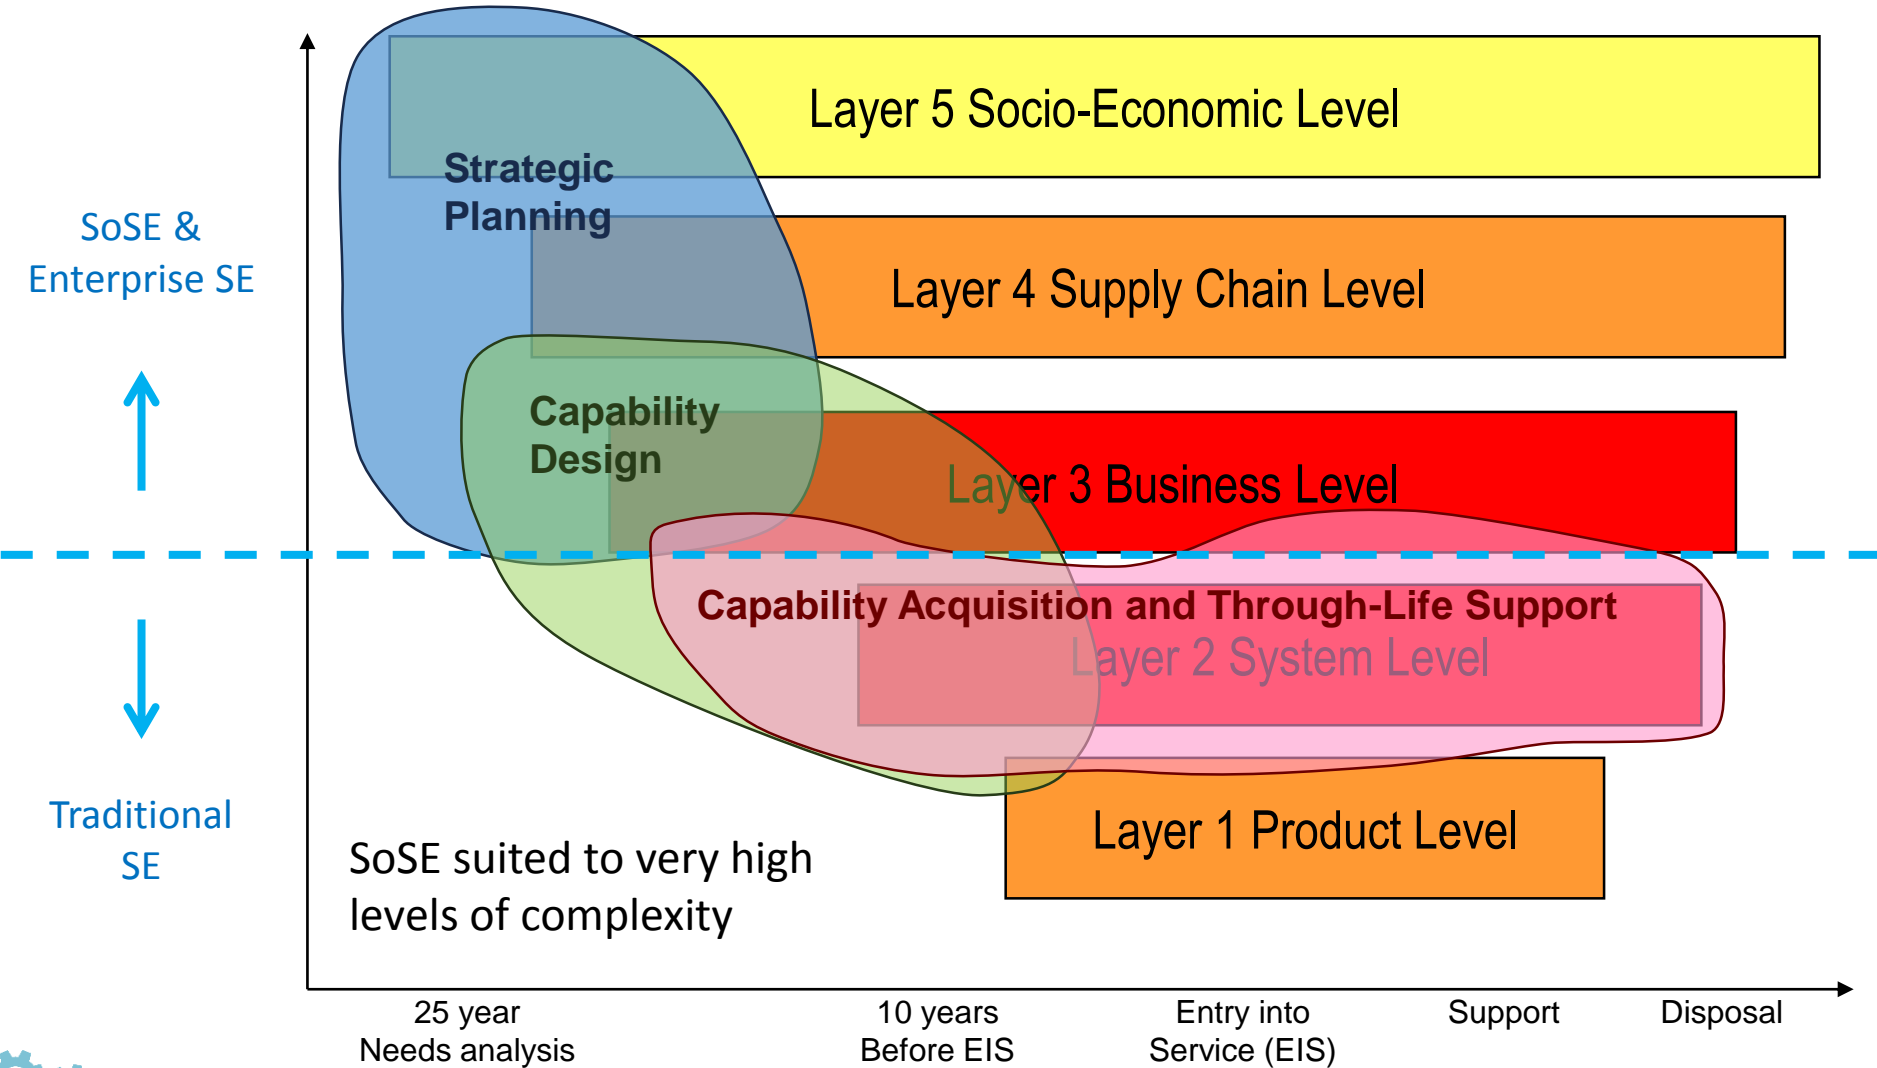 Layer 5 Socio-Economic Level
Strategic
Planning
SoSE &
Enterprise SE
Layer 4 Supply Chain Level
Capability
Design
Layer 3 Business Level
Capability Acquisition and Through-Life Support
Layer 2 System Level
Traditional
SE
Layer 1 Product Level
SoSE suited to very high
levels of complexity
25 year
Needs analysis
10 years
Before EIS
Entry into
Service (EIS)
Support
Disposal